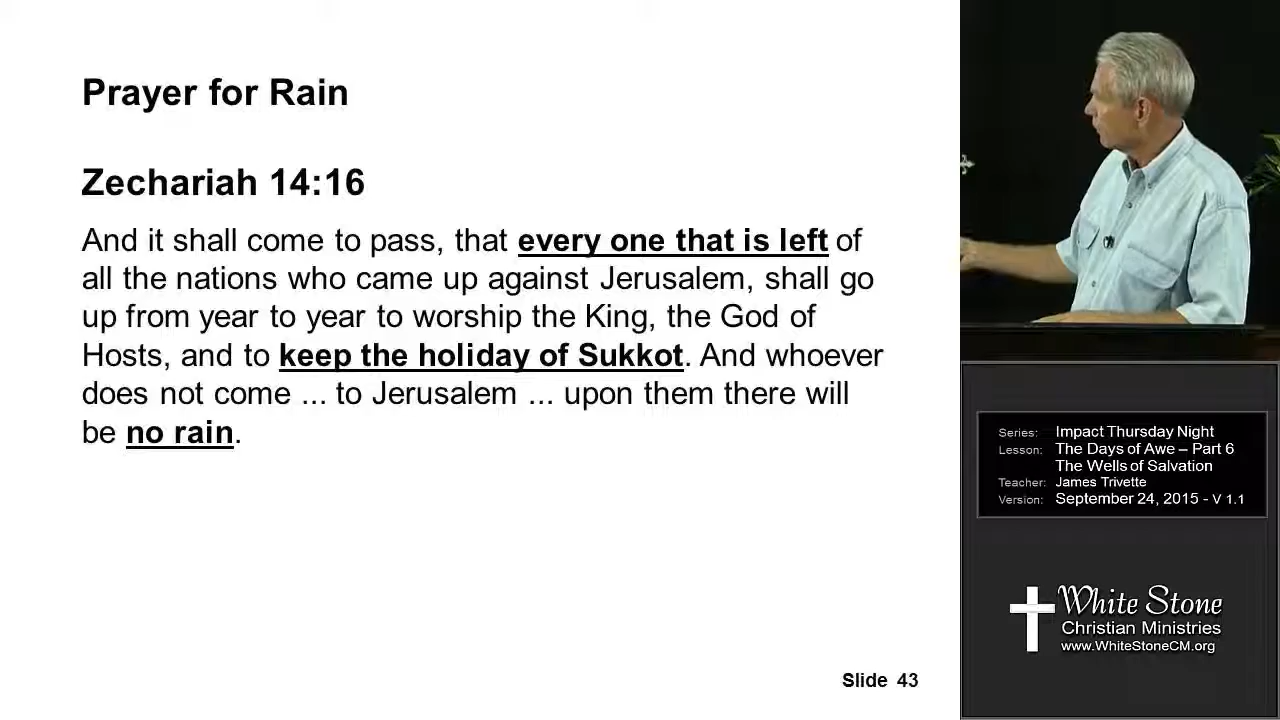 Prayer for Rain
Zechariah 14:16
And it shall come to pass, that every one that is left of
all the nations who came up against Jerusalem, shall go
up from year to year to worship the King, the God of
Hosts, and to keep the holiday of Sukkot. And whoever
does not come ... to Jerusalem ... upon them there will
be no rain.
Slide 43
Series: Impact Thursday Night
Lesson: The Days of Awe – Part 6
The Wells of Salvation
Teacher: James Trivette
Version: September 24, 2015 - V 1.1
White Stone
Christian Ministries
www.WhiteStoneCM.org